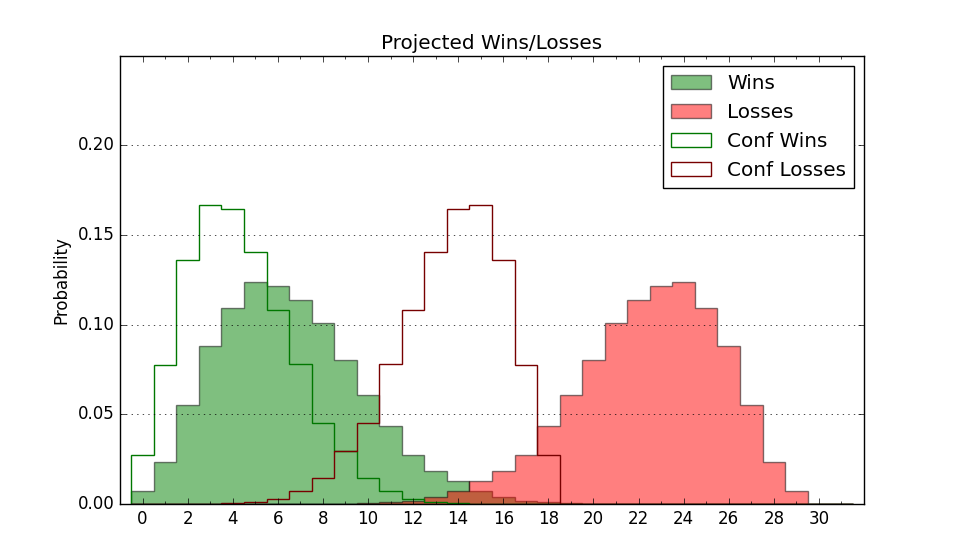 Projected Wins/Losses
Wins
Losses
Conf Wins
Conf Losses
Probability
0.20
0.15
0.10
0.05
0.00
0 2 4 6 8 10 12 14 16 18 20 22 24 26 28 30